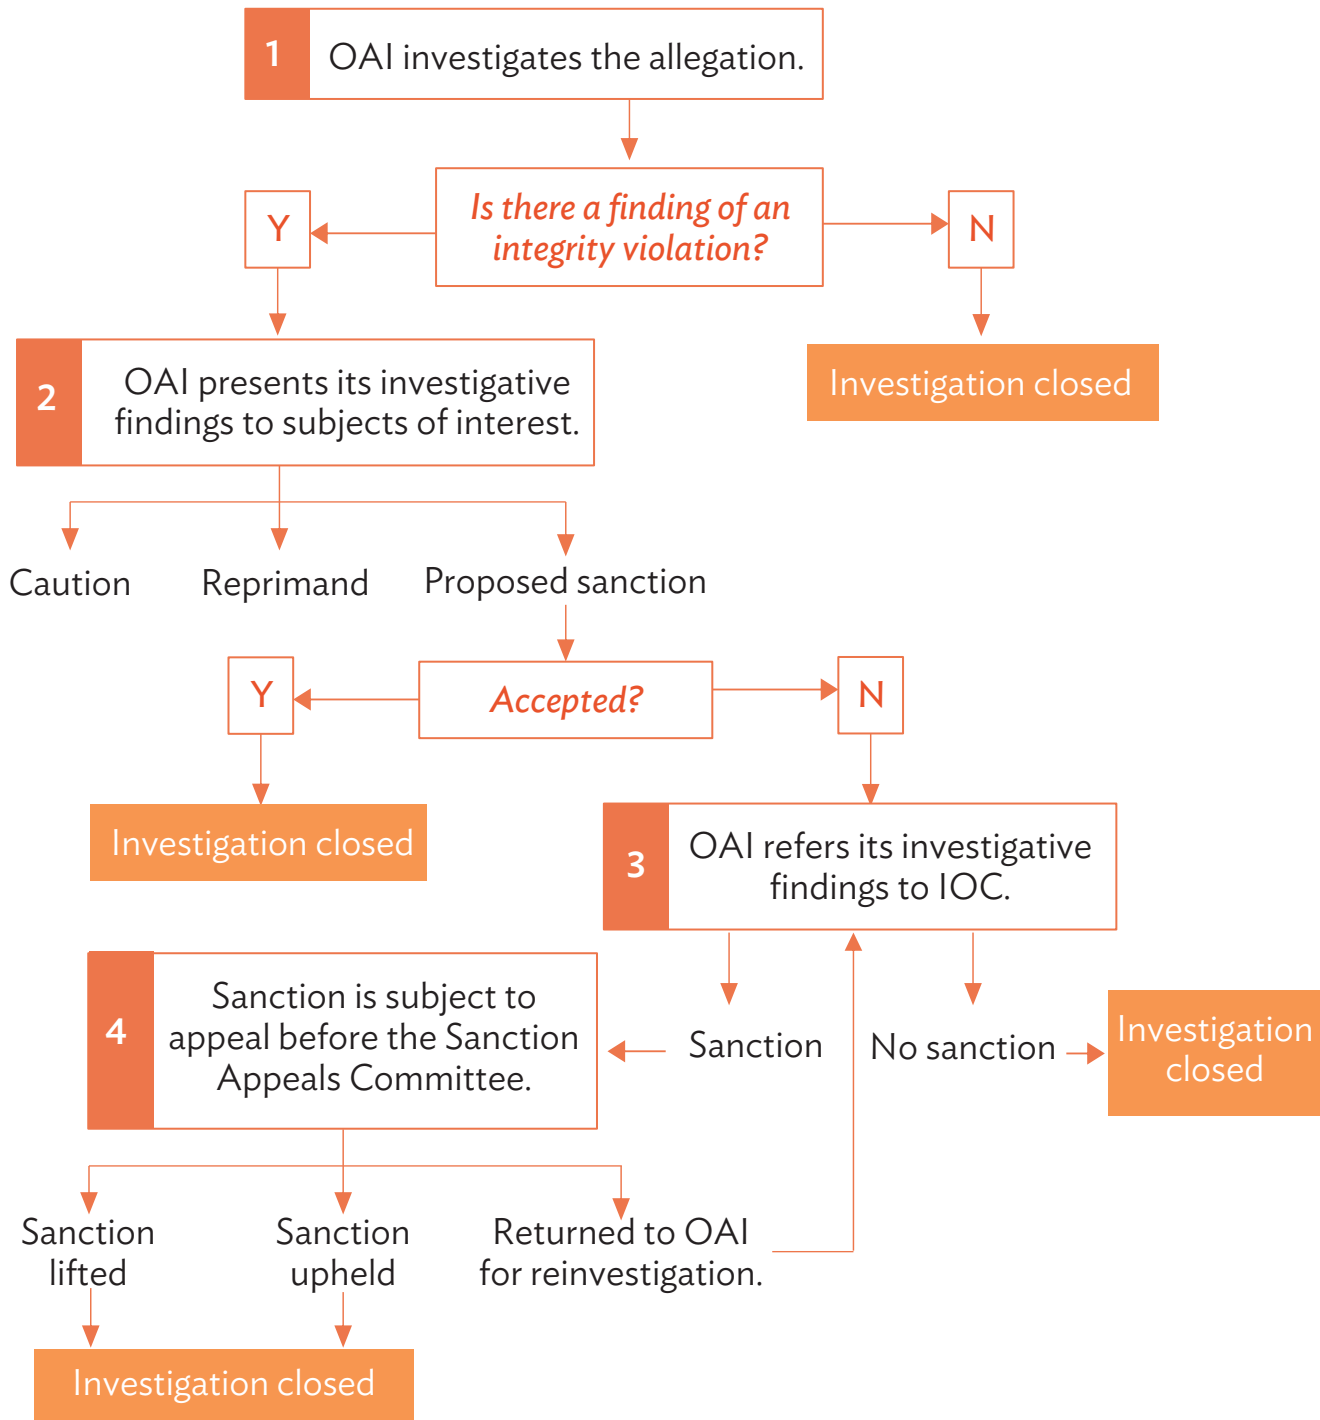 1
OAI investigates the allegation.
Is there a finding of an
integrity violation?
Y
N
2
OAI presents its investigative
findings to subjects of interest.
Investigation closed
Caution
Reprimand
Proposed sanction
Y
Accepted?
N
Investigation closed
3
OAI refers its investigative
findings to IOC.
4
Sanction is subject to
appeal before the Sanction
Appeals Committee.
Sanction
No sanction
Investigation
closed
Sanction
lifted
Sanction
upheld
Returned to OAI
for reinvestigation.
Investigation closed